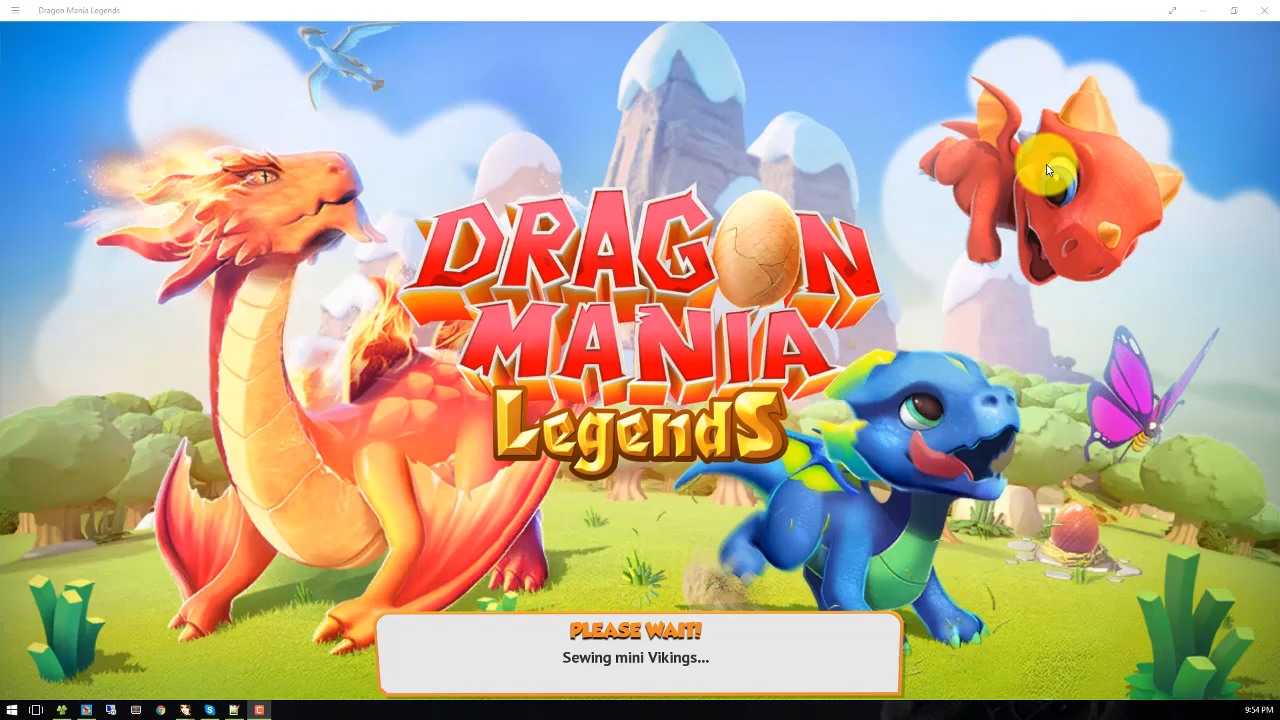 Dragon Mania Legends
DRAGON
MANIA
Legends
PLEASE WAIT!
Sewing mini Vikings...
9:54 PM